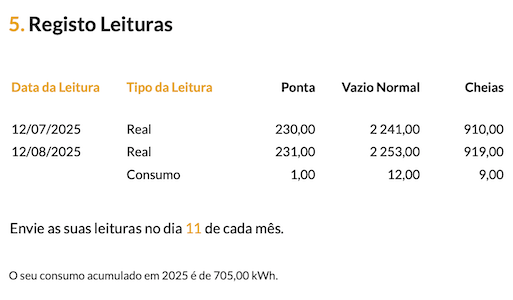 5. Registo Leituras
Data da Leitura Tipo da Leitura Ponta Vazio Normal Cheias
12/07/2025 Real 230,00 2 241,00 910,00
12/08/2025 Real 231,00 2 253,00 919,00
Consumo 1,00 12,00 9,00
Envie as suas leituras no dia 11 de cada mês.
O seu consumo acumulado em 2025 é de 705,00 kWh.